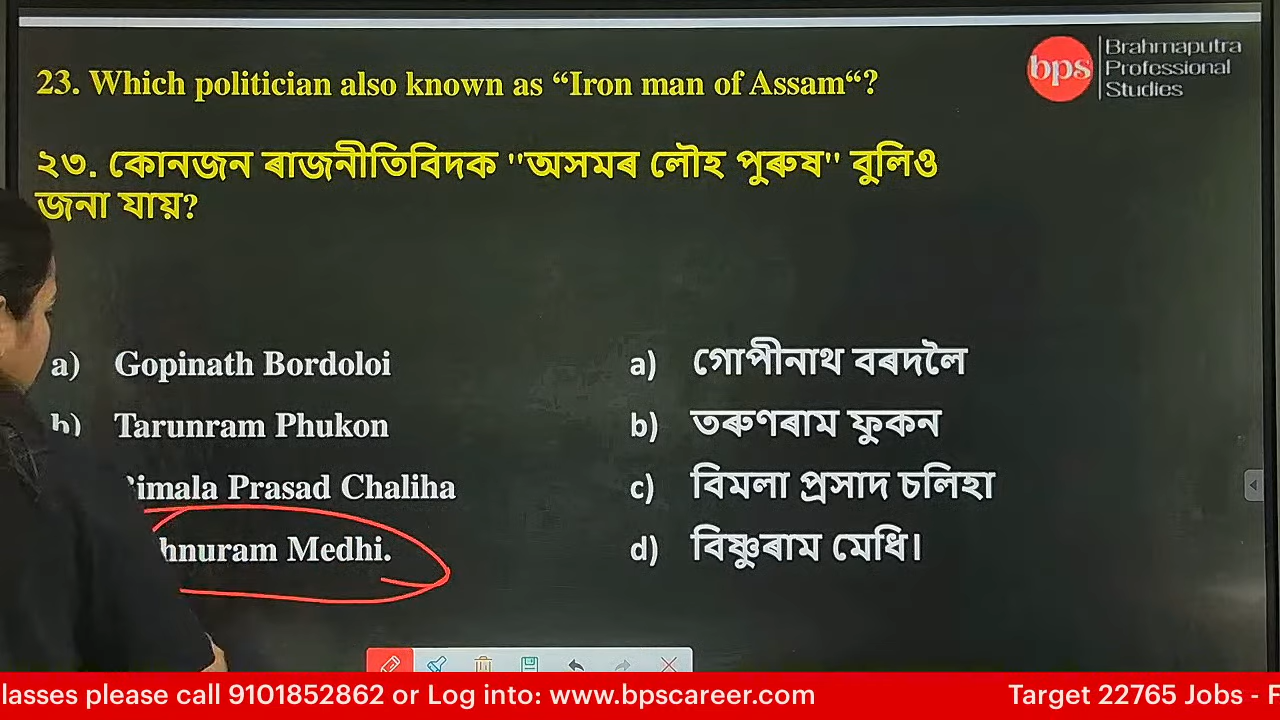 23. Which politician also known as “Iron man of Assam“?
২৩. কোনজন ৰাজনীতিবিদক "অসমৰ লৌহ পুৰুষ" বুলিও
জনা যায়?
a) Gopinath Bordoloi
b) Tarunram Phukon
Prasad Chaliha
Medhi.
a) গোপীনাথ বৰদলৈ
b) তৰুণৰাম ফুকন
c) বিমলা প্ৰসাদ চলিহা
d) বিষ্ণুৰাম মেধি।
bps
Brahmaputra
Professional
Studies
lasses please call 9101852862 or Log into: www.bpscareer.com
Target 22765 Jobs - F